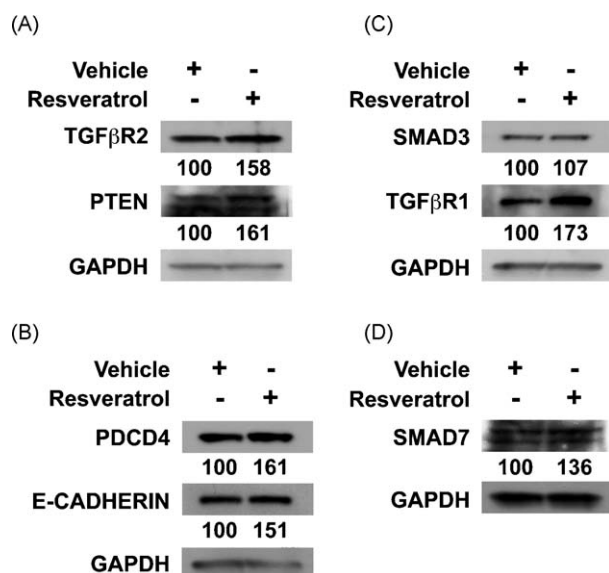 (A)
Vehicle + -
Resveratrol - +
TGFβR2
100 158
PTEN
100 161
GAPDH
(B)
Vehicle + -
Resveratrol - +
PDCD4
100 161
E-CADHERIN
100 151
GAPDH
(C)
Vehicle + -
Resveratrol - +
SMAD3
100 107
TGFβR1
100 173
GAPDH
(D)
Vehicle + -
Resveratrol - +
SMAD7
100 136
GAPDH